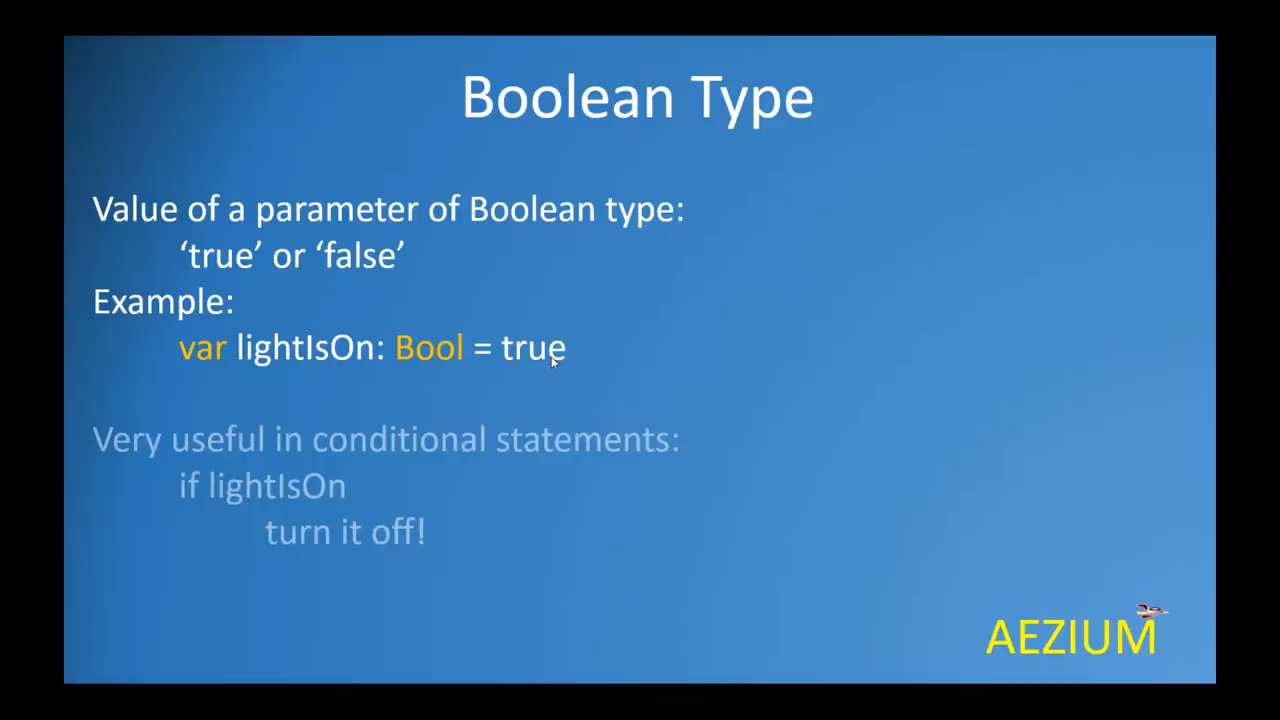 Boolean Type
Value of a parameter of Boolean type:
‘true’ or ‘false’
Example:
var lightIsOn: Bool = true
Very useful in conditional statements:
if lightIsOn
turn it off!
AEZIUM